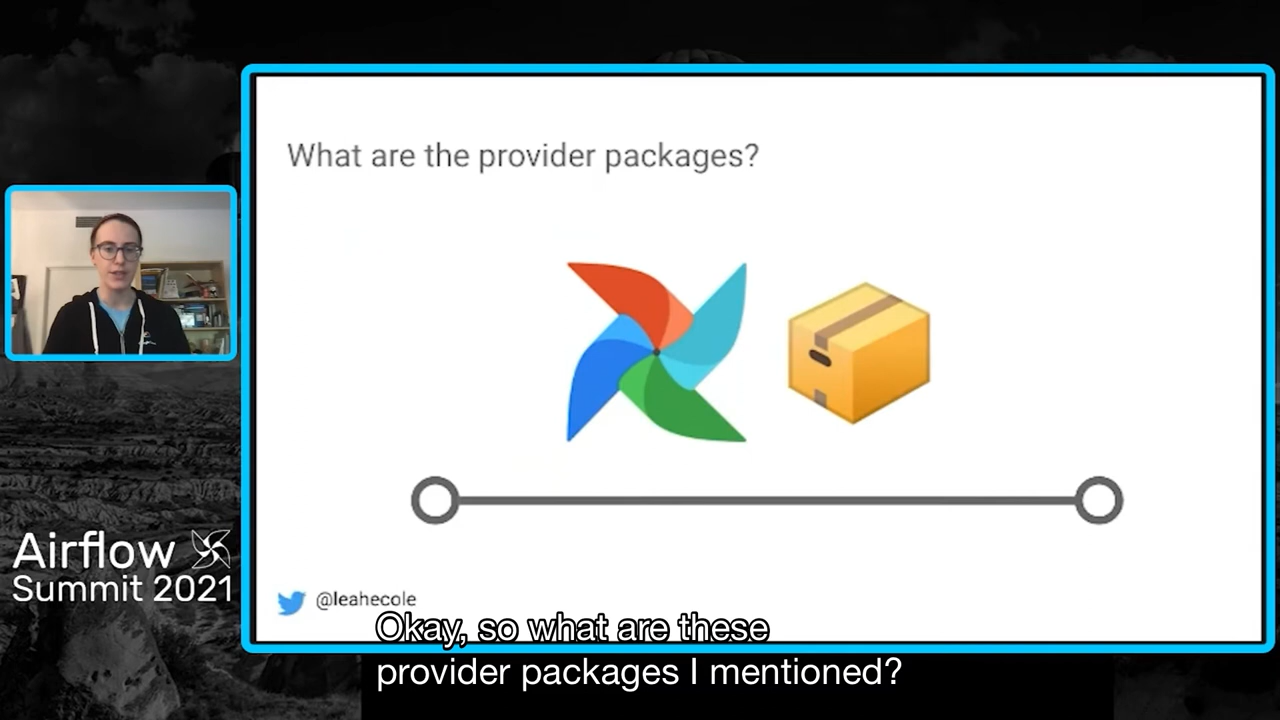 What are the provider packages?
Airflow
Summit 2021
@leahecole
Okay, so what are these
provider packages I mentioned?